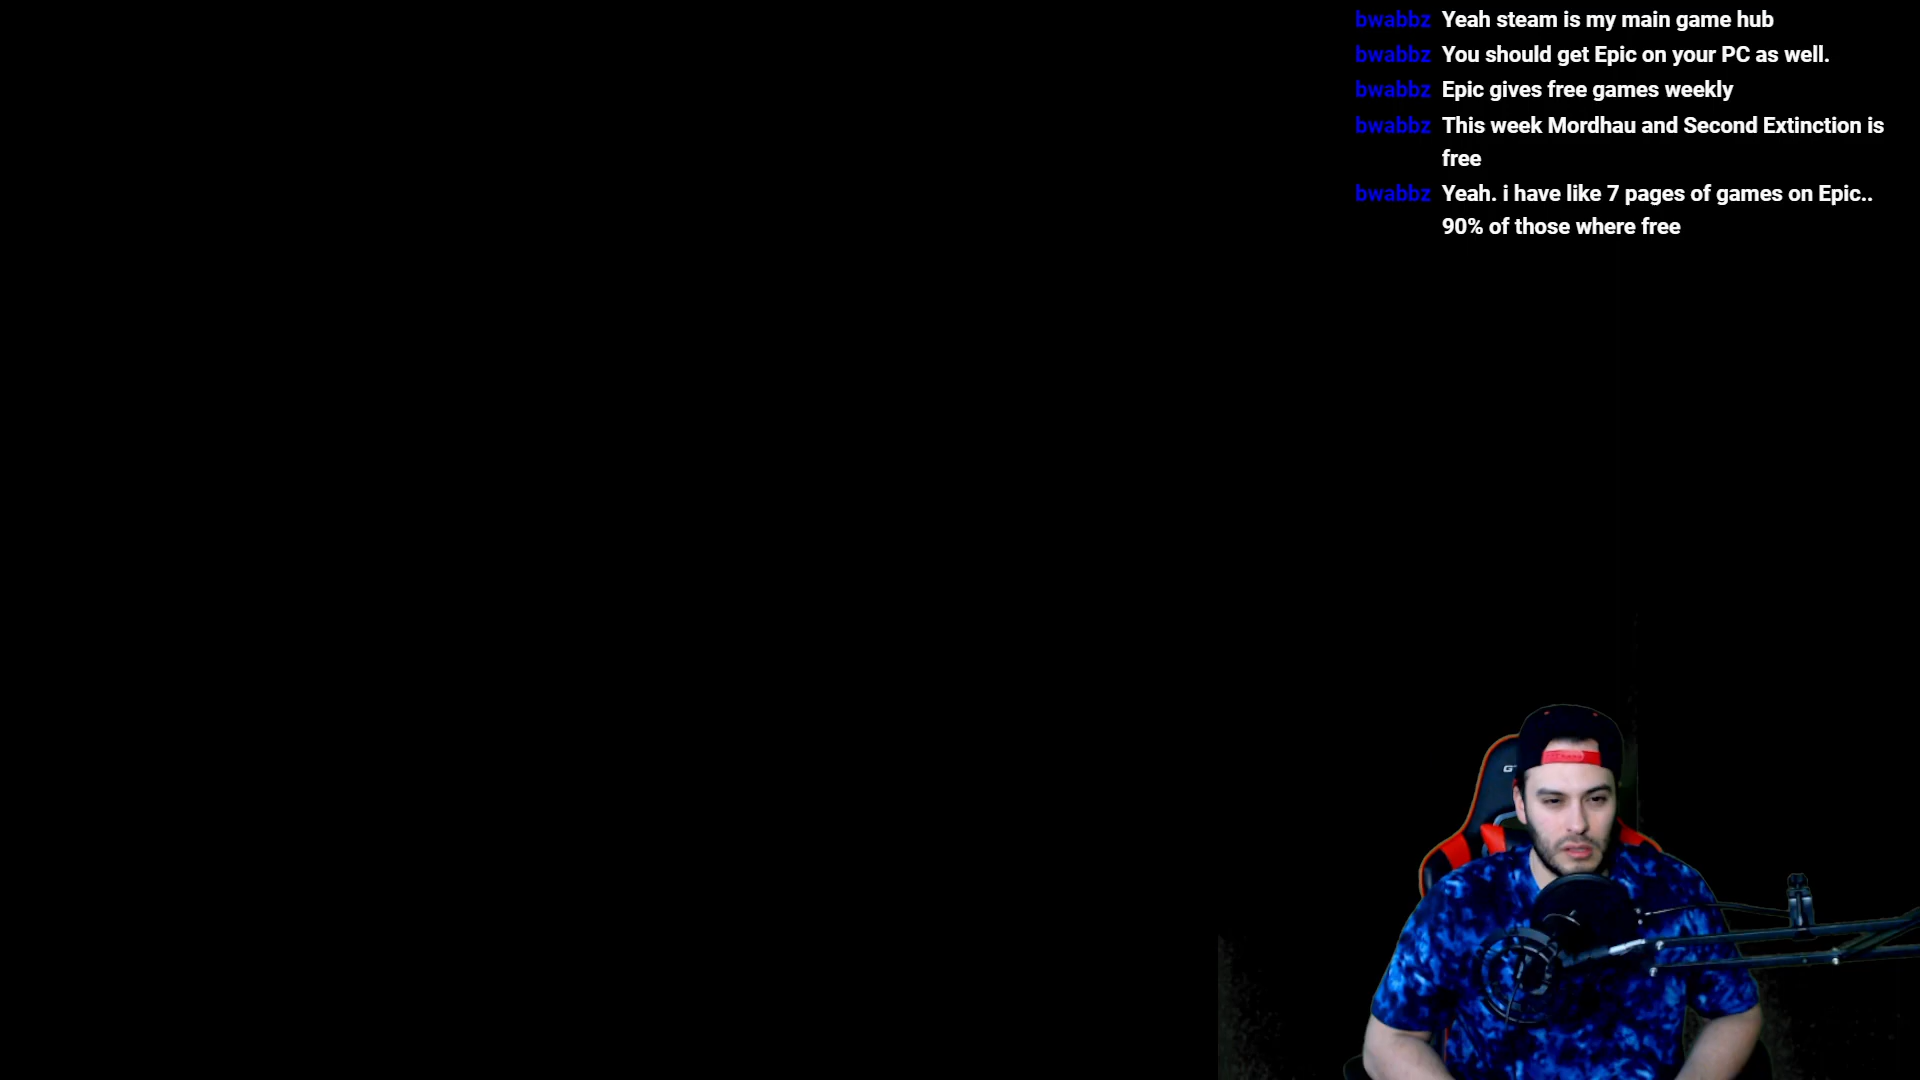 bwabbz Yeah steam is my main game hub
bwabbz You should get Epic on your PC as well.
bwabbz Epic gives free games weekly
bwabbz This week Mordhau and Second Extinction is
free
bwabbz Yeah. i have like 7 pages of games on Epic..
90% of those where free